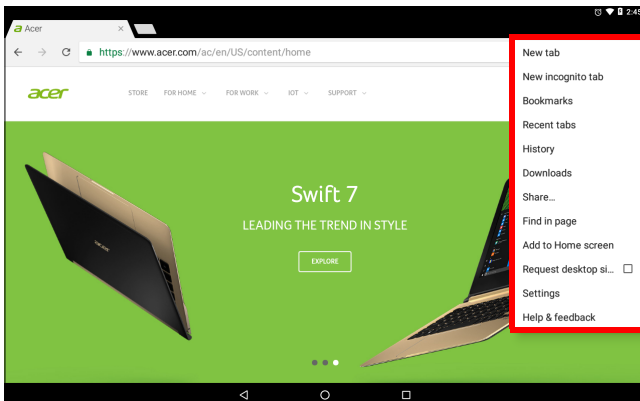 2:45
Acer
https://www.acer.com/ac/en/US/content/home
acer
STORE FOR HOME FOR WORK IOT SUPPORT
Swift 7
LEADING THE TREND IN STYLE
EXPLORE
New tab
New incognito tab
Bookmarks
Recent tabs
History
Downloads
Share...
Find in page
Add to Home screen
Request desktop si...
Settings
Help & feedback